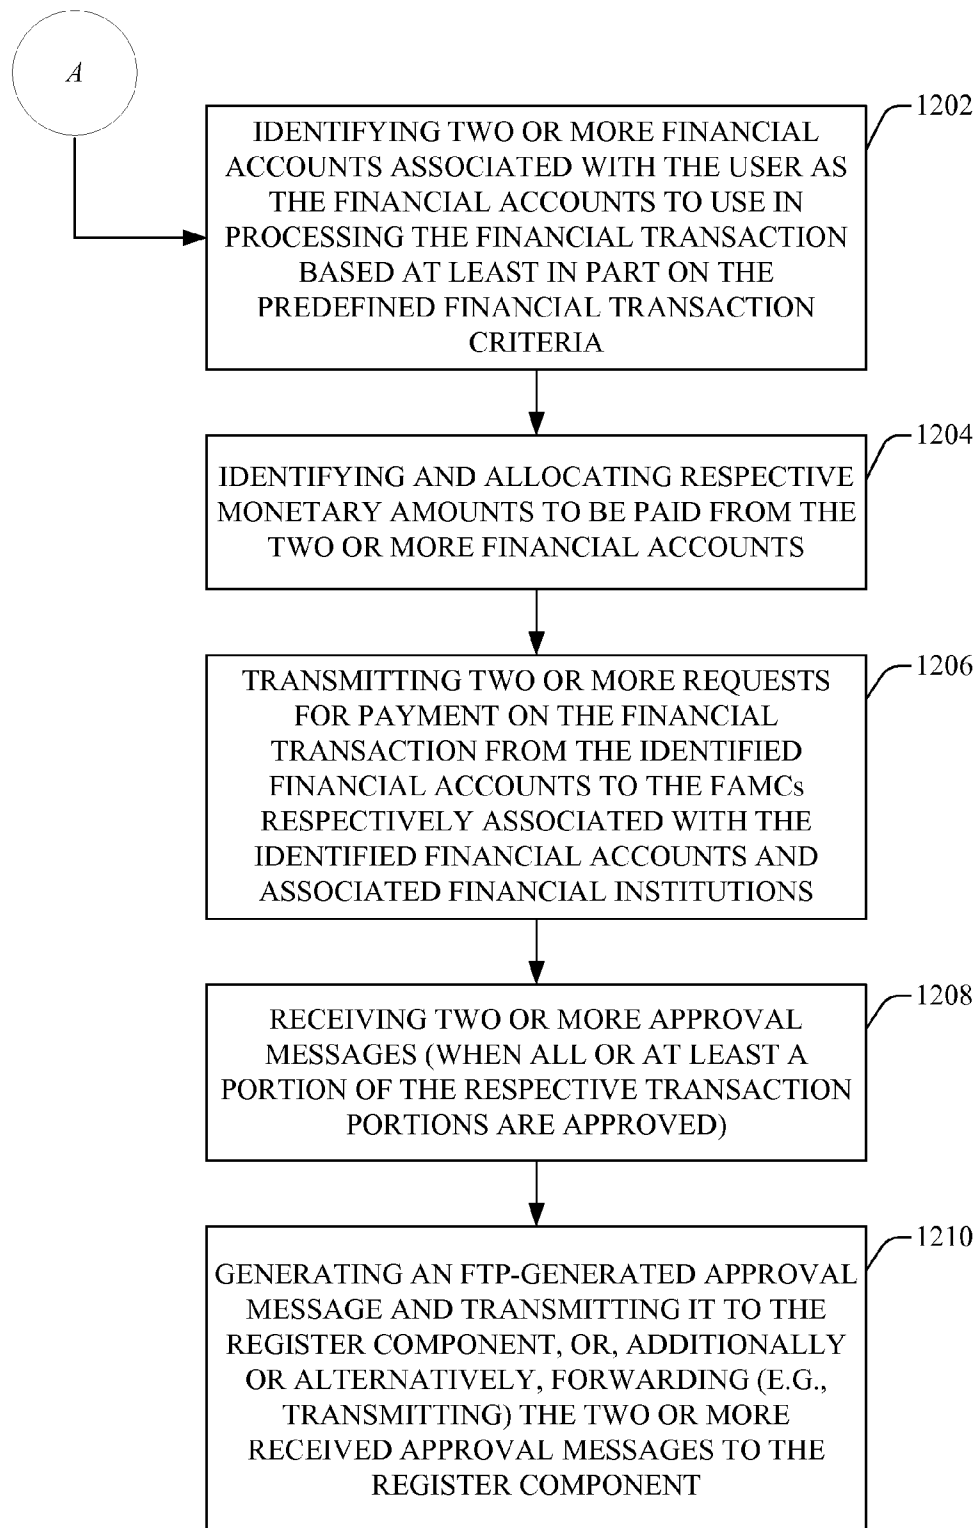 A
1202
IDENTIFYING TWO OR MORE FINANCIAL
ACCOUNTS ASSOCIATED WITH THE USER AS
THE FINANCIAL ACCOUNTS TO USE IN
PROCESSING THE FINANCIAL TRANSACTION
BASED AT LEAST IN PART ON THE
PREDEFINED FINANCIAL TRANSACTION
CRITERIA
1204
IDENTIFYING AND ALLOCATING RESPECTIVE
MONETARY AMOUNTS TO BE PAID FROM THE
TWO OR MORE FINANCIAL ACCOUNTS
1206
TRANSMITTING TWO OR MORE REQUESTS
FOR PAYMENT ON THE FINANCIAL
TRANSACTION FROM THE IDENTIFIED
FINANCIAL ACCOUNTS TO THE FAMCs
RESPECTIVELY ASSOCIATED WITH THE
IDENTIFIED FINANCIAL ACCOUNTS AND
ASSOCIATED FINANCIAL INSTITUTIONS
1208
RECEIVING TWO OR MORE APPROVAL
MESSAGES (WHEN ALL OR AT LEAST A
PORTION OF THE RESPECTIVE TRANSACTION
PORTIONS ARE APPROVED)
1210
GENERATING AN FTP-GENERATED APPROVAL
MESSAGE AND TRANSMITTING IT TO THE
REGISTER COMPONENT, OR, ADDITIONALLY
OR ALTERNATIVELY, FORWARDING (E.G.,
TRANSMITTING) THE TWO OR MORE
RECEIVED APPROVAL MESSAGES TO THE
REGISTER COMPONENT